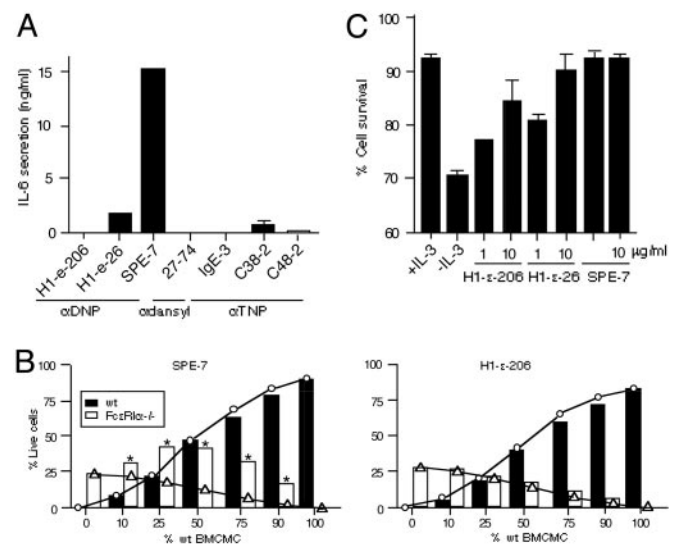 A
IL-6 secretion (ng/ml)
15
10
5
0
H1-e-206
H1-e-26
SPE-7
27-74
IgE-3
C38-2
C48-2
αDNP
αdansyl
αTNP
C
% Cell survival
100
90
80
70
60
+IL-3
-IL-3
1 10 1 10 10 μg/ml
H1-ε-206 H1-ε-26 SPE-7
B
SPE-7
% Live cells
100
75
50
25
0
wt
FcεRIα-/-
* * * * *
0 10 25 50 75 90 100
% wt BMCMC
H1-ε-206
100
75
50
25
0
0 10 25 50 75 90 100
% wt BMCMC